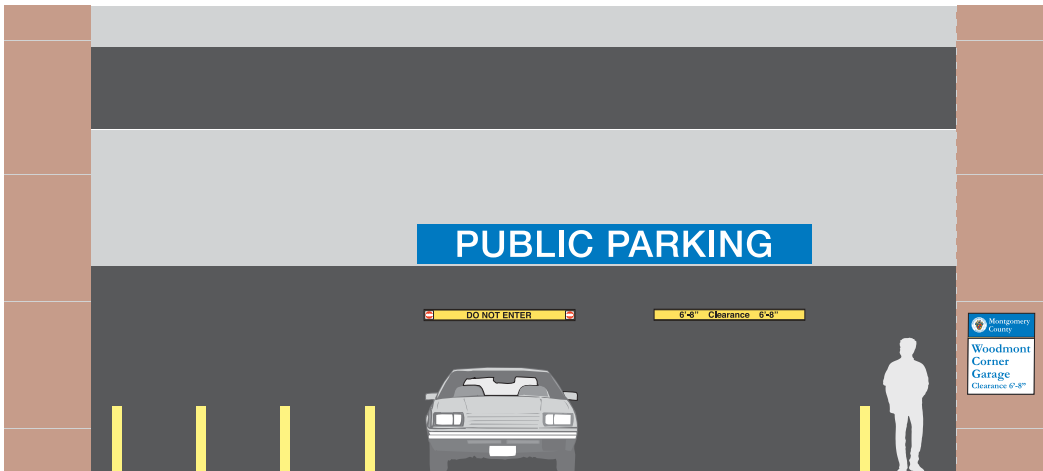 PUBLIC PARKING
DO NOT ENTER
6'-8" Clearance 6'-8"
Montgomery
County
Woodmont
Corner
Garage
Clearance 6'-8"